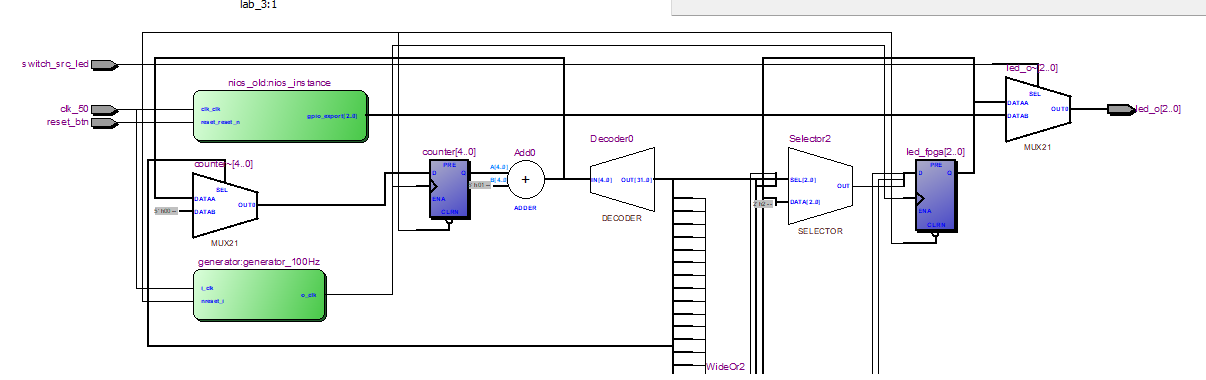 lab_3:1
switch_src_led
led_o~[2..0]
nios_old:nios_instance
SEL
clk_50
clk_clk
DATAA
OUT0
led_o[2..0]
gpio_export[2..0]
DATAB
reset_btn
reset_reset_n
MUX21
Decoder0
Selector2
counter[4..0]
Add0
led_fpga[2..0]
counter~[4..0]
PRE
D
Q
A[4..0]
B[4..0]
ENA
CLRN
ADDER
IN[4..0]
OUT[31..0]
DECODER
SEL[2..0]
OUT
DATA[2..0]
SELECTOR
PRE
D
Q
ENA
CLRN
SEL
DATAA
OUT0
5' h00 --
DATAB
MUX21
generator:generator_100Hz
i_clk
o_clk
nreset_i
WideOr2